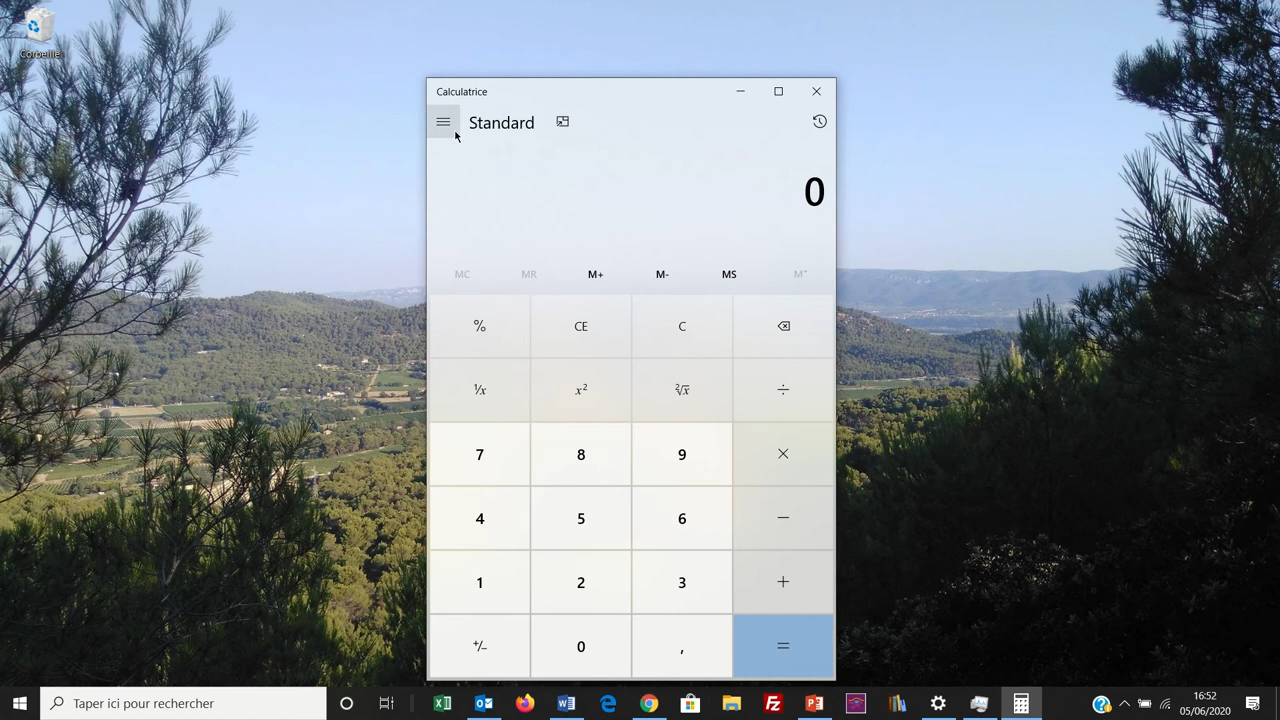 Corbeille
Calculatrice
Standard
0
MC MR M+ M- MS M˅
% CE C
¹/x x² ²√x ÷
7 8 9 ×
4 5 6 −
1 2 3 +
+/− 0 , =
Taper ici pour rechercher
16:52
05/06/2020